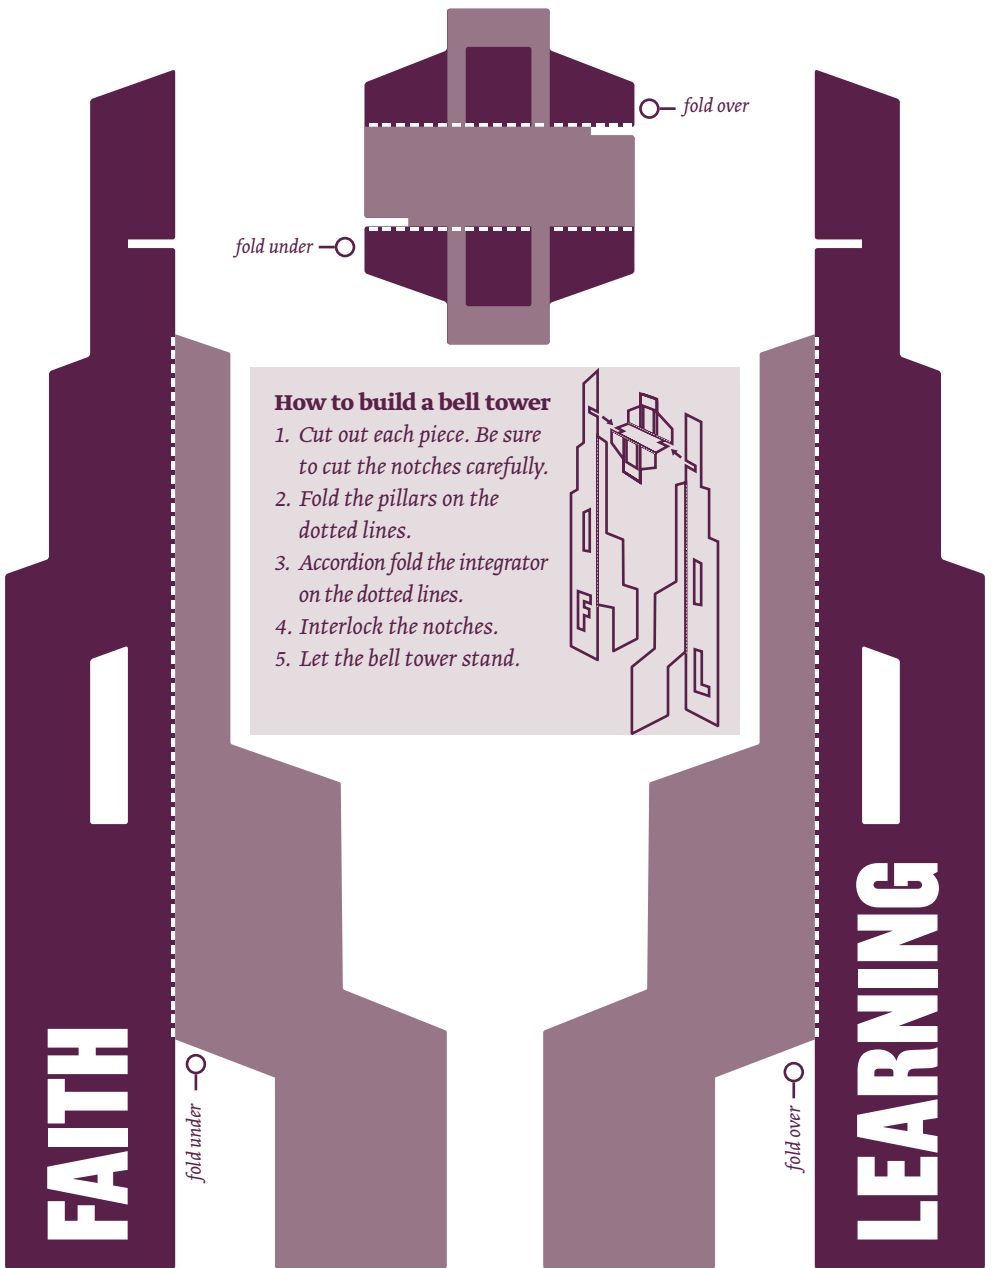 fold over
fold under
How to build a bell tower
1. Cut out each piece. Be sure
to cut the notches carefully.
2. Fold the pillars on the
dotted lines.
3. Accordion fold the integrator
on the dotted lines.
4. Interlock the notches.
5. Let the bell tower stand.
F
L
FAITH
fold under
fold over
LEARNING